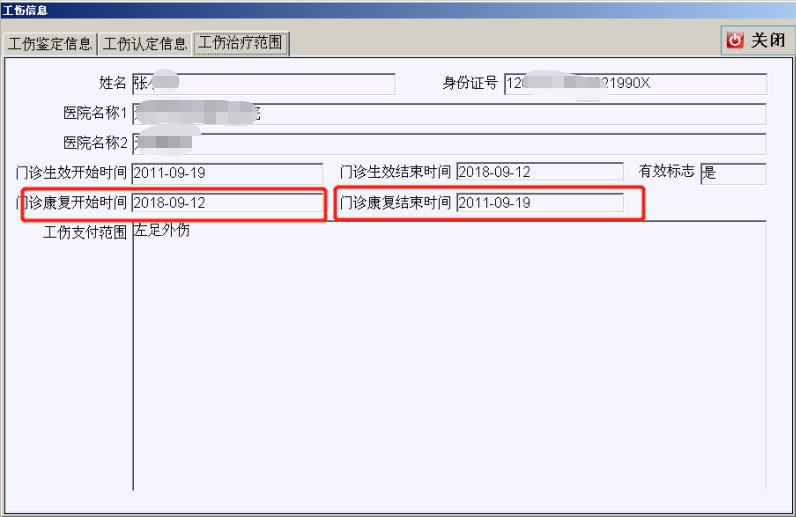 工伤信息
工伤鉴定信息 工伤认定信息 工伤治疗范围 关闭
姓名 张 身份证号 12 21990X
医院名称1
医院名称2
门诊生效开始时间 2011-09-19 门诊生效结束时间 2018-09-12 有效标志 是
门诊康复开始时间 2018-09-12 门诊康复结束时间 2011-09-19
工伤支付范围 左足外伤